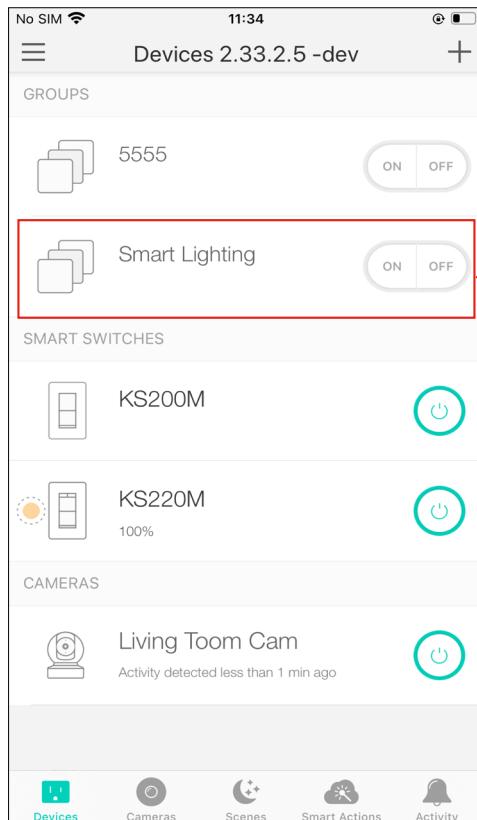 No SIM 11:34
Devices 2.33.2.5 -dev
GROUPS
5555
ON OFF
Smart Lighting
ON OFF
SMART SWITCHES
KS200M
KS220M
100%
CAMERAS
Living Toom Cam
Activity detected less than 1 min ago
Devices Cameras Scenes Smart Actions Activity